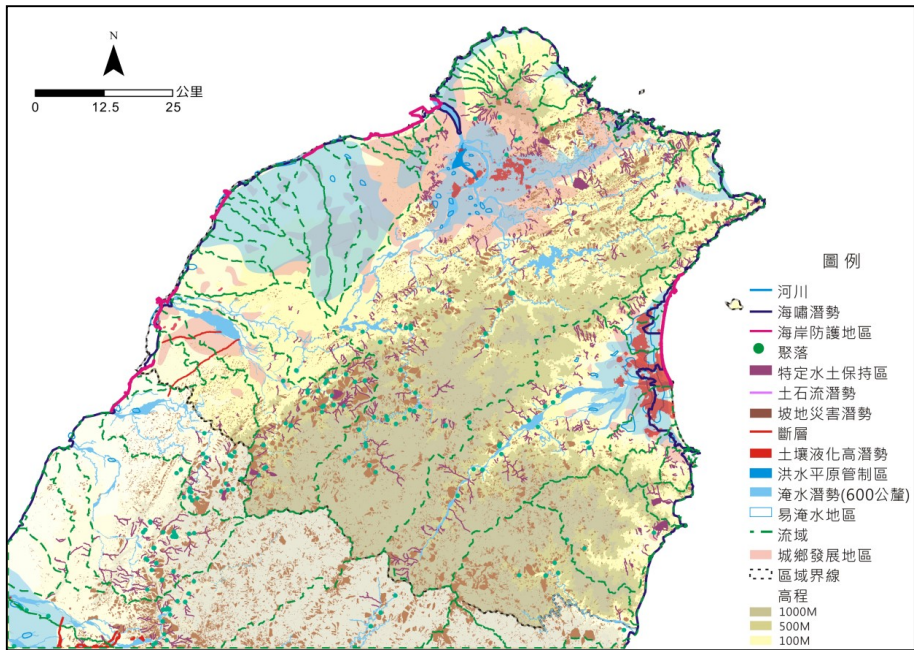 N
公里
0 12.5 25
圖例
河川
海嘯潛勢
海岸防護地區
聚落
特定水土保持區
土石流潛勢
坡地災害潛勢
斷層
土壤液化高潛勢
洪水平原管制區
淹水潛勢(600公釐)
易淹水地區
流域
城鄉發展地區
區域界線
高程
1000M
500M
100M